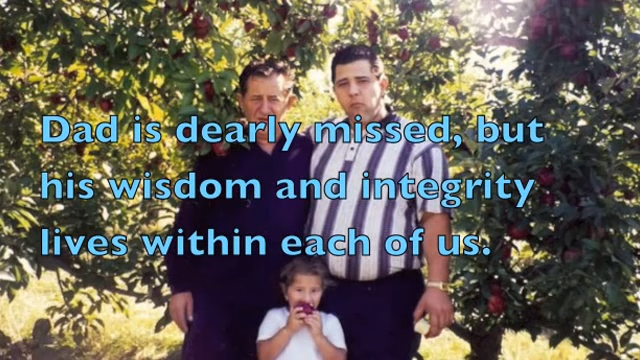 Dad is dearly missed, but
his wisdom and integrity
lives within each of us.